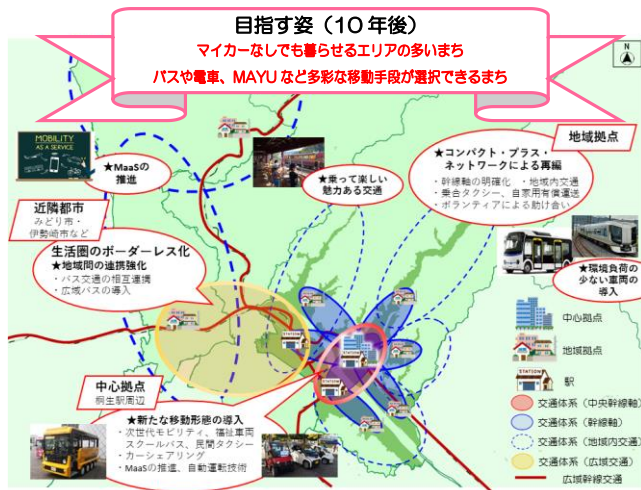 目指す姿（10年後）
マイカーなしでも暮らせるエリアの多いまち
バスや電車、MAYUなど多彩な移動手段が選択できるまち
N
MOBILITY
AS A SERVICE
★MaaSの
推進
★乗って楽しい
魅力ある交通
地域拠点
★コンパクト・プラス・
ネットワークによる再編
・幹線軸の明確化　・地域内交通
・乗合タクシー、自家用有償運送
・ボランティアによる助け合い
近隣都市
みどり市・
伊勢崎市など
生活圏のボーダーレス化
★地域間の連携強化
・バス交通の相互連携
・広域バスの導入
★環境負荷の
少ない車両の
導入
中心拠点
桐生駅周辺
★新たな移動形態の導入
・次世代モビリティ、福祉車両
スクールバス、民間タクシー
・カーシェアリング
・MaaSの推進、自動運転技術
STATION
STATION
STATION
中心拠点
地域拠点
STATION
駅
交通体系（中央幹線軸）
交通体系（幹線軸）
交通体系（地域内交通）
交通体系（広域交通）
広域幹線交通